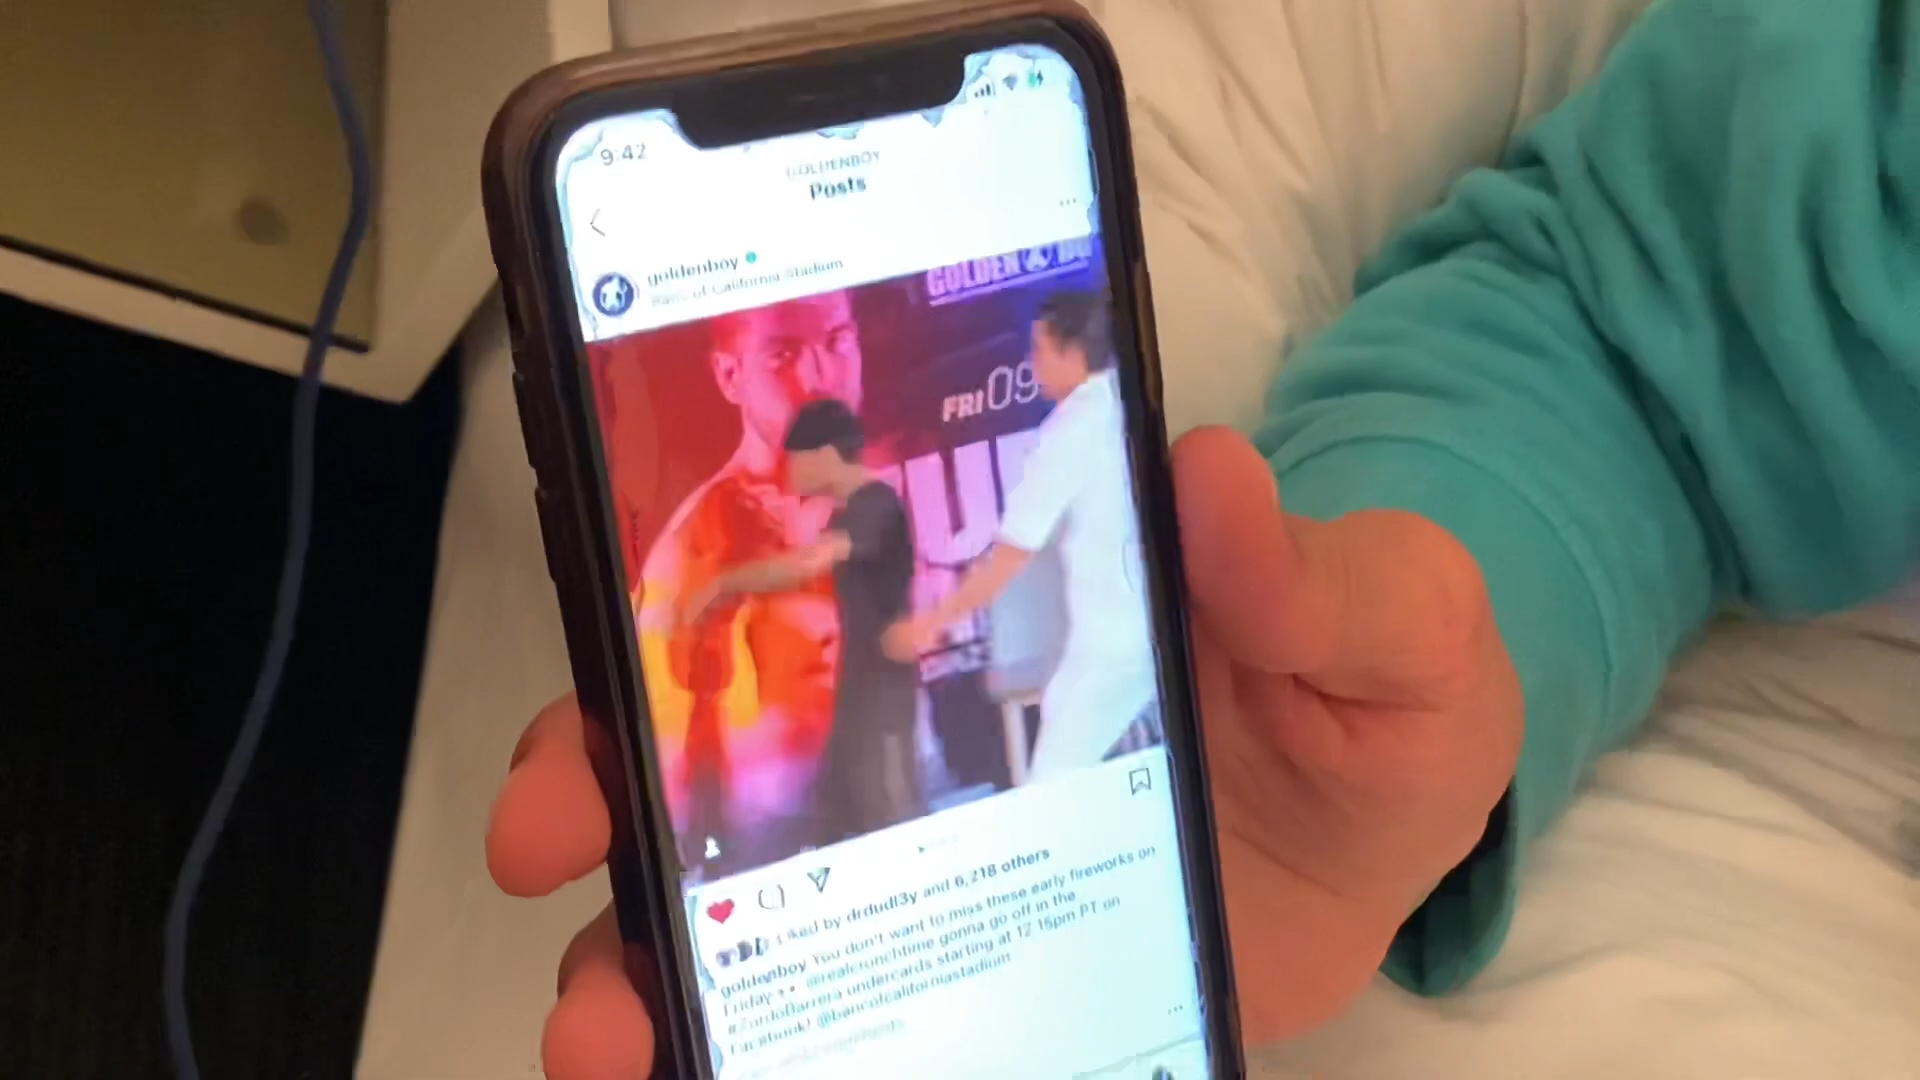 9:42
GOLDENBOY
Posts
goldenboy
Banc of California Stadium
GOLDEN BO
FRI 09
Liked by drdudl3y and 6,218 others
goldenboy You don't want to miss these early fireworks on
Friday @realcrunchtime gonna go off in the
#ZurdoBarrera undercards starting at 12 15pm PT on
Facebook! @bancofcaliforniastadium